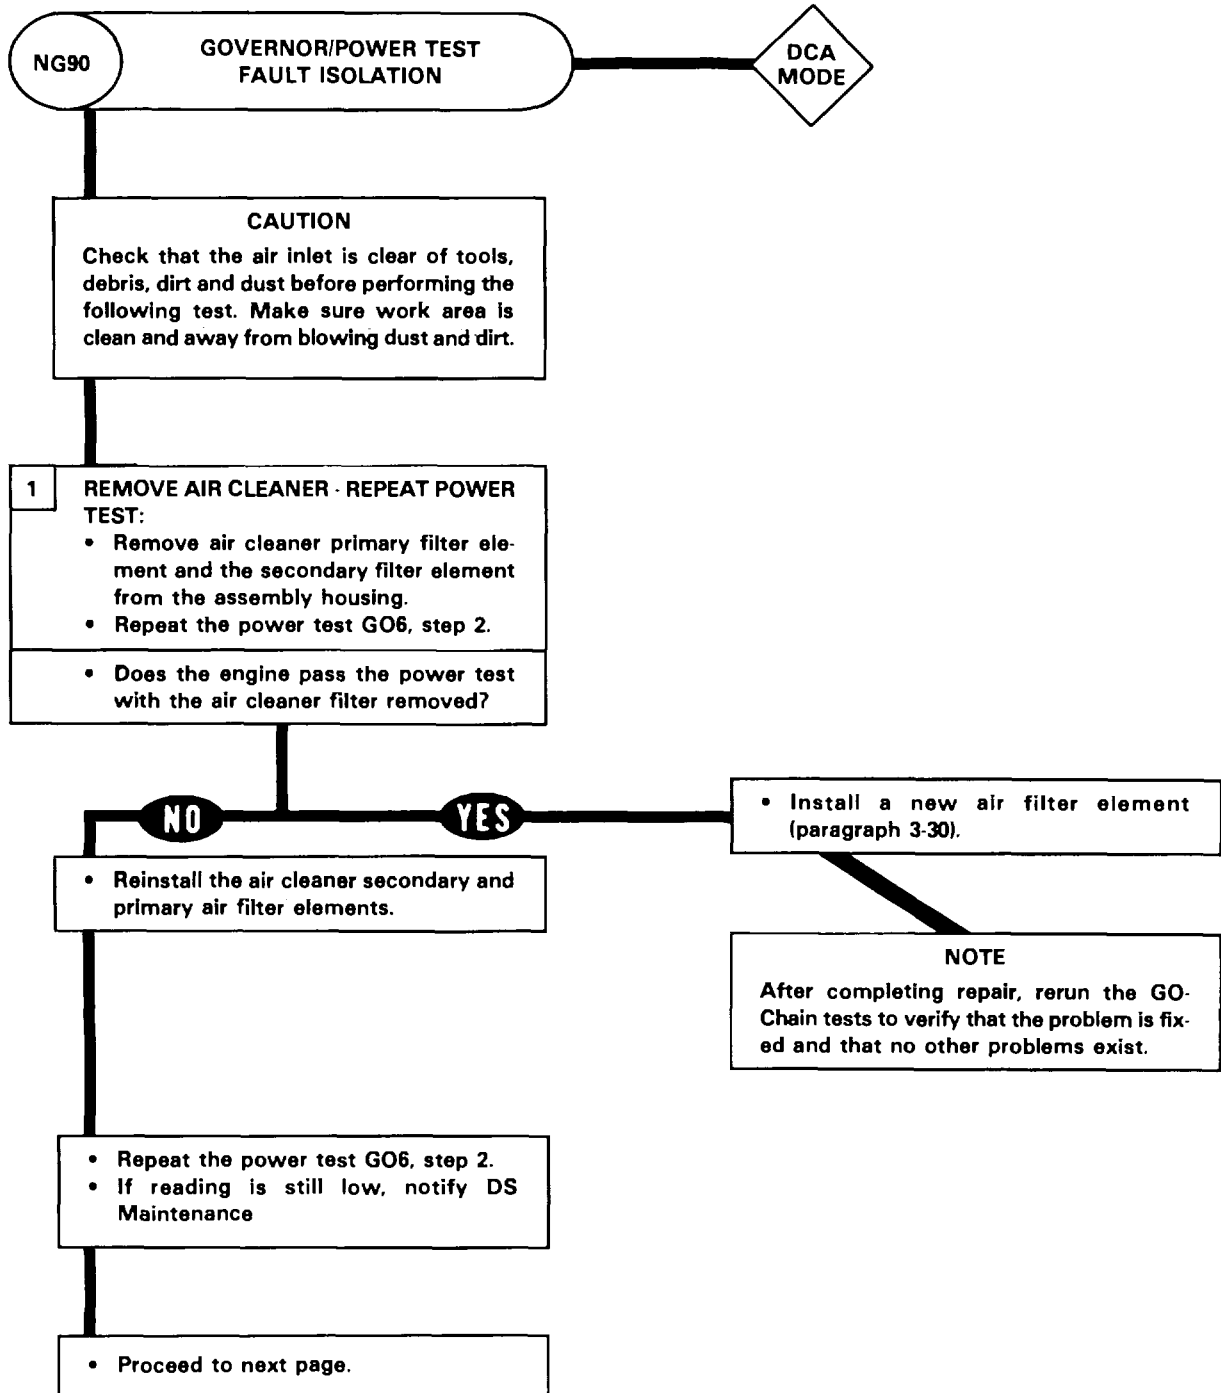 NG90
GOVERNOR/POWER TEST
FAULT ISOLATION
DCA
MODE
CAUTION
Check that the air inlet is clear of tools,
debris, dirt and dust before performing the
following test. Make sure work area is
clean and away from blowing dust and dirt.
1
REMOVE AIR CLEANER - REPEAT POWER
TEST:
• Remove air cleaner primary filter ele-
ment and the secondary filter element
from the assembly housing.
• Repeat the power test GO6, step 2.
• Does the engine pass the power test
with the air cleaner filter removed?
NO
YES
• Install a new air filter element
(paragraph 3-30).
• Reinstall the air cleaner secondary and
primary air filter elements.
NOTE
After completing repair, rerun the GO-
Chain tests to verify that the problem is fix-
ed and that no other problems exist.
• Repeat the power test GO6, step 2.
• If reading is still low, notify DS
Maintenance
• Proceed to next page.